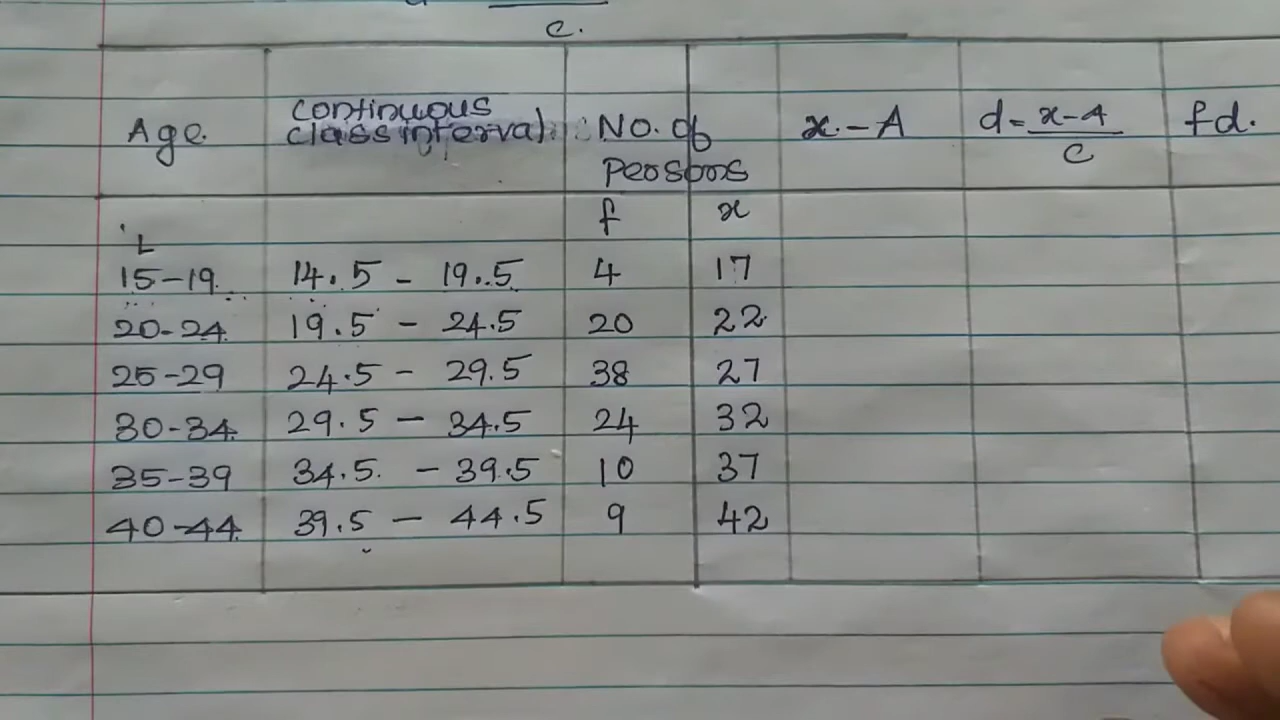 c.
Age.
continuous
class interval.
No. of
Persons
x - A
d = x-A
c
fd.
f x
15-19 14.5 - 19.5 4 17
20-24 19.5 - 24.5 20 22
25-29 24.5 - 29.5 38 27
30-34 29.5 - 34.5 24 32
35-39 34.5 - 39.5 10 37
40-44 39.5 - 44.5 9 42